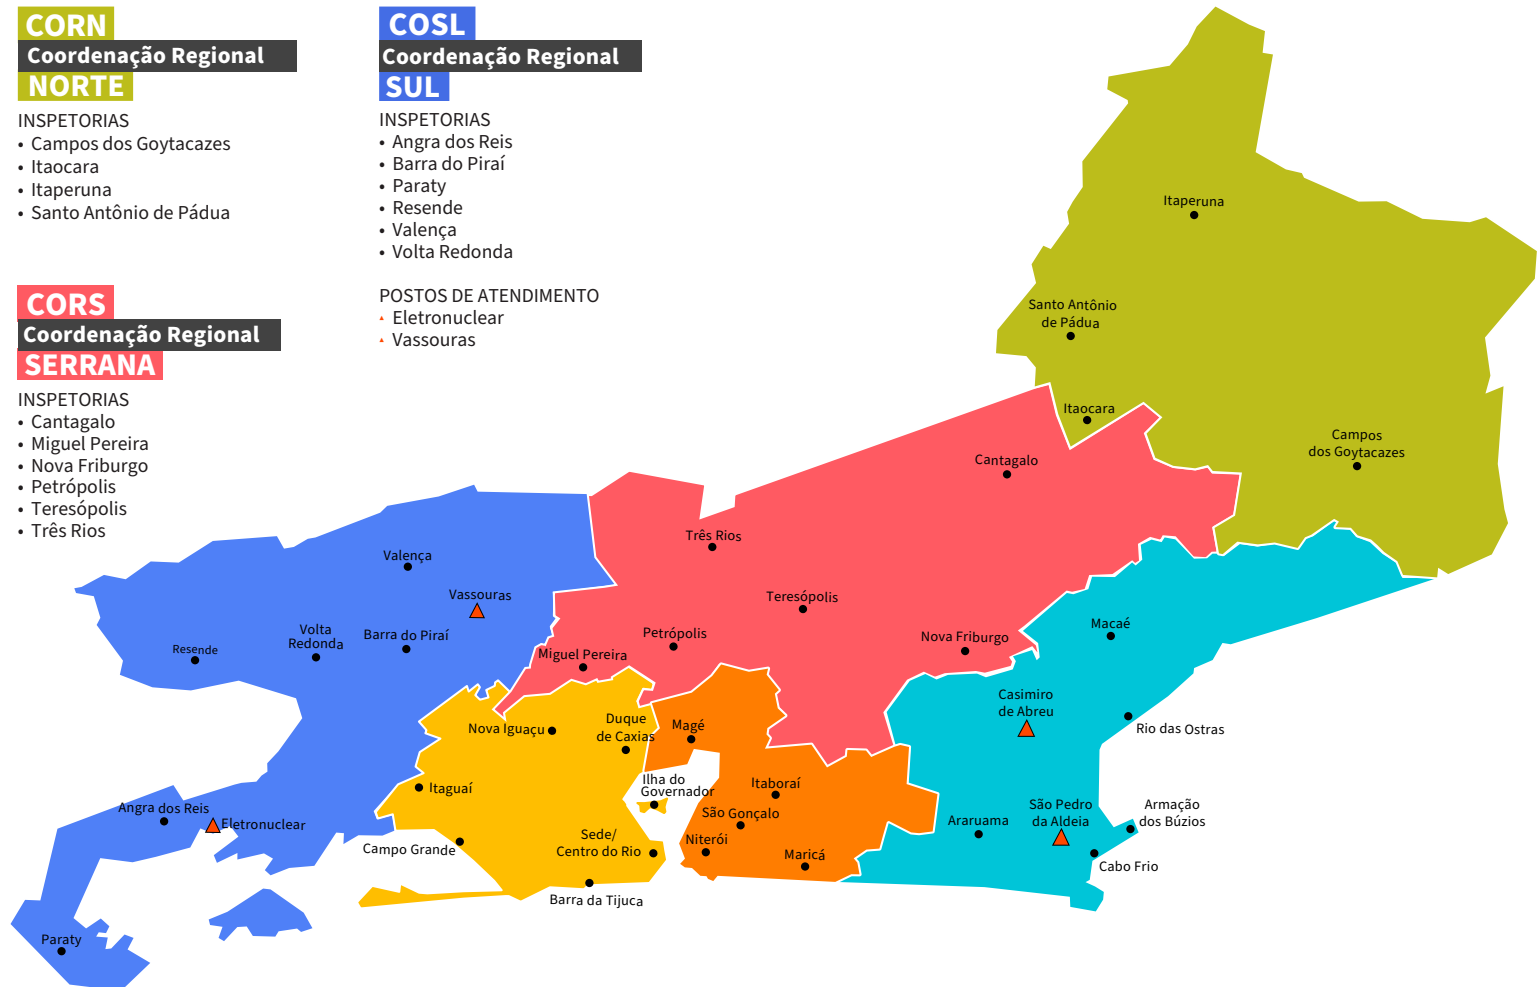 CORN
Coordenação Regional
NORTE
INSPETORIAS
• Campos dos Goytacazes
• Itaocara
• Itaperuna
• Santo Antônio de Pádua
COSL
Coordenação Regional
SUL
INSPETORIAS
• Angra dos Reis
• Barra do Piraí
• Paraty
• Resende
• Valença
• Volta Redonda
POSTOS DE ATENDIMENTO
Eletronuclear
Vassouras
CORS
Coordenação Regional
SERRANA
INSPETORIAS
• Cantagalo
• Miguel Pereira
• Nova Friburgo
• Petrópolis
• Teresópolis
• Três Rios
Itaperuna
Santo Antônio
de Pádua
Itaocara
Campos
dos Goytacazes
Cantagalo
Três Rios
Teresópolis
Petrópolis
Nova Friburgo
Miguel Pereira
Valença
Vassouras
Volta
Redonda
Barra do Piraí
Resende
Angra dos Reis
Eletronuclear
Paraty
Nova Iguaçu
Duque
de Caxias
Itaguaí
Campo Grande
Ilha do
Governador
Sede/
Centro do Rio
Barra da Tijuca
Magé
Itaboraí
São Gonçalo
Niterói
Maricá
Macaé
Casimiro
de Abreu
Rio das Ostras
São Pedro
da Aldeia
Araruama
Armação
dos Búzios
Cabo Frio